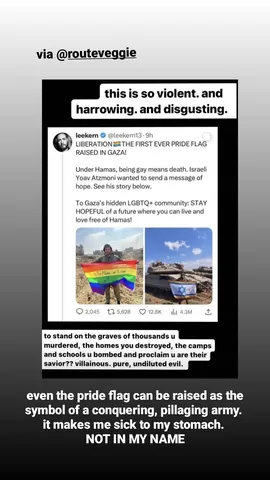 via @routeveggie
this is so violent. and
harrowing. and disgusting.
leekern @leekern13 · 9h
LIBERATION🏳️‍🌈THE FIRST EVER PRIDE FLAG
RAISED IN GAZA!
Under Hamas, being gay means death. Israeli
Yoav Atzmoni wanted to send a message of
hope. See his story below.
To Gaza's hidden LGBTQ+ community: STAY
HOPEFUL of a future where you can live and
love free of Hamas!
2,045 5,628 12.8K 4.3M
to stand on the graves of thousands u
murdered, the homes you destroyed, the camps
and schools u bombed and proclaim u are their
savior?? villainous. pure, undiluted evil.
even the pride flag can be raised as the
symbol of a conquering, pillaging army.
it makes me sick to my stomach.
NOT IN MY NAME